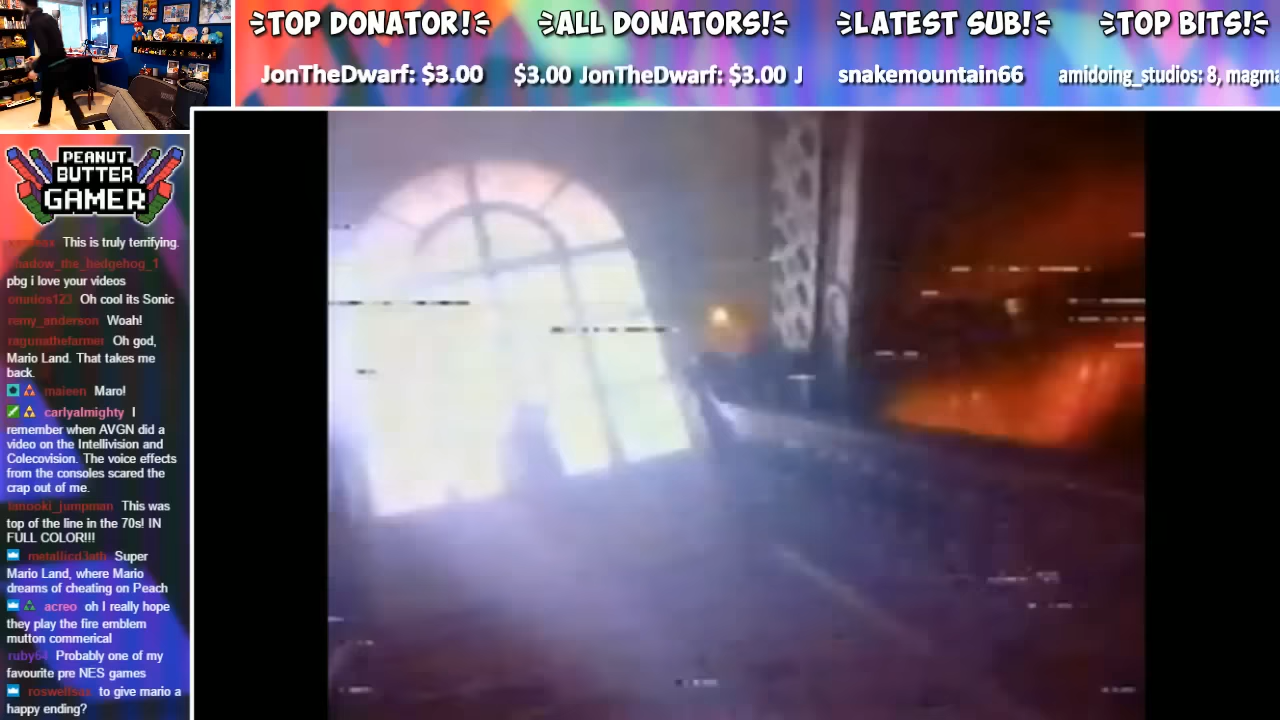 TOP DONATOR!
ALL DONATORS!
LATEST SUB!
TOP BITS!
JonTheDwarf: $3.00
$3.00 JonTheDwarf: $3.00 J
snakemountain66
amidoing_studios: 8, magma
PEANUT
BUTTER
GAMER
This is truly terrifying.
shadow_the_hedgehog_1
pbg i love your videos
Oh cool its Sonic
remy_anderson Woah!
ragunathefarmer Oh god,
Mario Land. That takes me
back.
maleen Maro!
carlyalmighty I
remember when AVGN did a
video on the Intellivision and
Colecovision. The voice effects
from the consoles scared the
crap out of me.
tanooki_jumpman This was
top of the line in the 70s! IN
FULL COLOR!!!
metallicd3ath Super
Mario Land, where Mario
dreams of cheating on Peach
acreo oh I really hope
they play the fire emblem
mutton commerical
ruby64 Probably one of my
favourite pre NES games
to give mario a
happy ending?